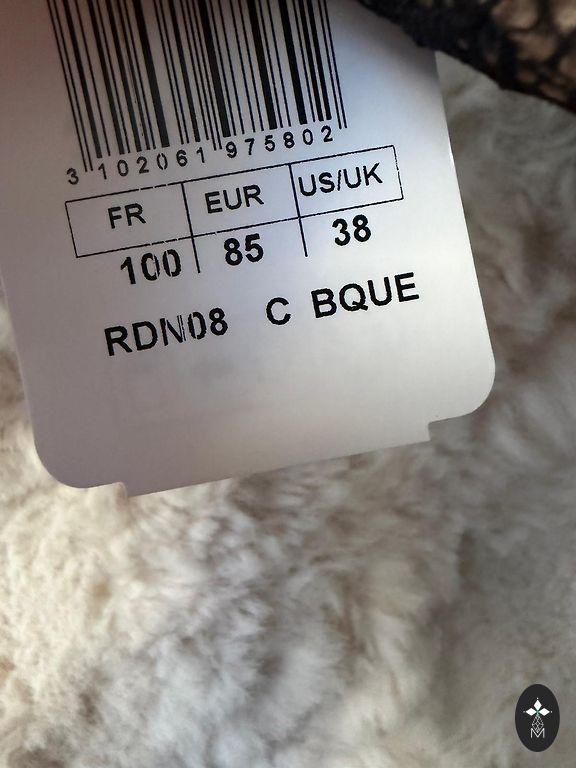 3 102061 975802
FR EUR US/UK
100 85 38
RDN08 C BQUE
M